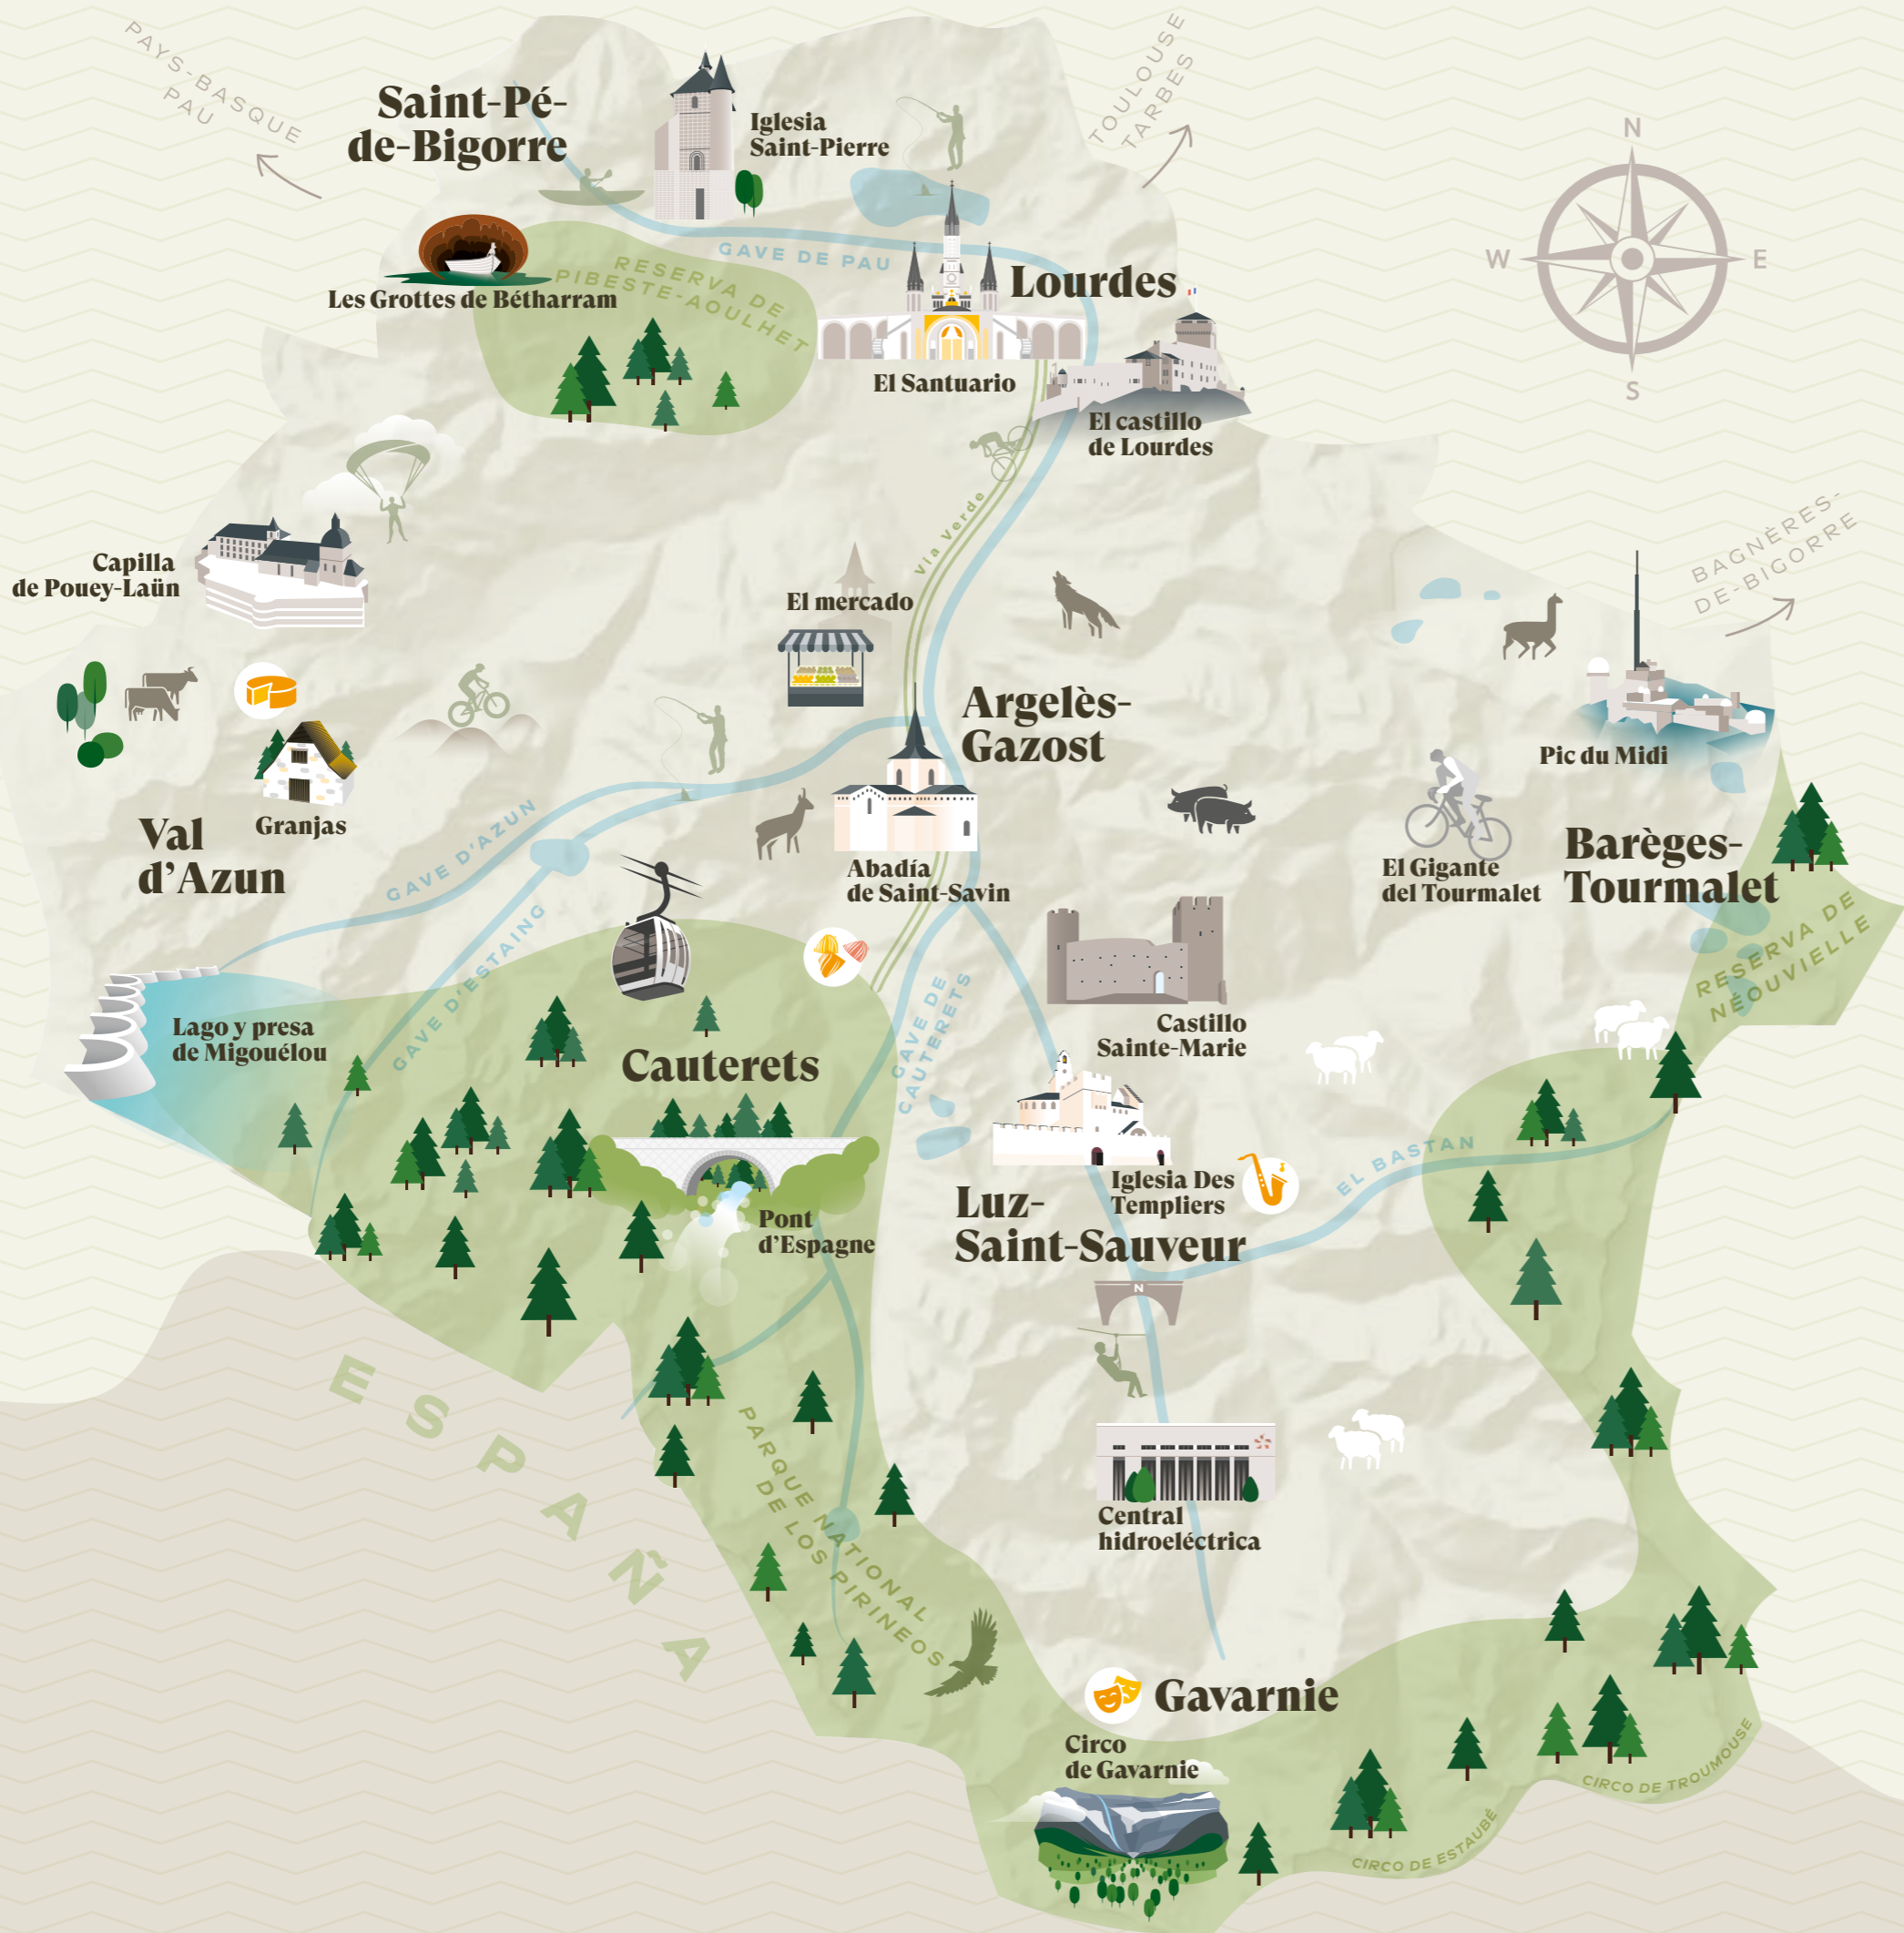 PAYS-BASQUE
PAU
TOULOUSE
TARBES
Saint-Pé-
de-Bigorre
Iglesia
Saint-Pierre
N
W
E
S
GAVE DE PAU
RESERVA DE
PIBESTE-AOULHET
Les Grottes de Bétharram
Lourdes
El Santuario
El castillo
de Lourdes
Via Verde
BAGNÈRES-
DE-BIGORRE
Capilla
de Pouey-Laün
El mercado
Argelès-
Gazost
Pic du Midi
Granjas
Val
d'Azun
GAVE D'AZUN
Abadía
de Saint-Savin
El Gigante
del Tourmalet
Barèges-
Tourmalet
RESERVA DE
NÉOUVIELLE
GAVE D'ESTAING
GAVE DE
CAUTERETS
Lago y presa
de Migouélou
Castillo
Sainte-Marie
Cauterets
EL BASTAN
Iglesia Des
Templiers
Pont
d'Espagne
Luz-
Saint-Sauveur
N
ESPAÑA
PARQUE NATIONAL
DE LOS PIRINEOS
Central
hidroeléctrica
Gavarnie
Circo
de Gavarnie
CIRCO DE TROUMOUSE
CIRCO DE ESTAUBÉ